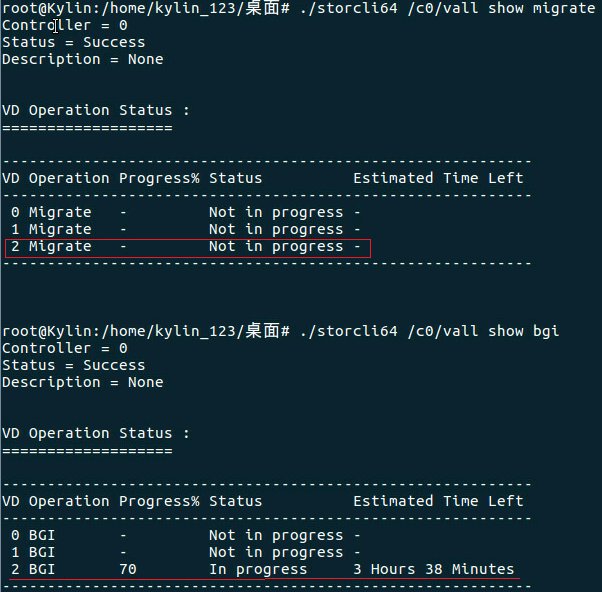 root@Kylin:/home/kylin_123/桌面# ./storcli64 /c0/vall show migrate
Controller = 0
Status = Success
Description = None
VD Operation Status :
===================
-----------------------------------------------------------
VD Operation Progress% Status          Estimated Time Left
-----------------------------------------------------------
 0 Migrate   -         Not in progress -
 1 Migrate   -         Not in progress -
 2 Migrate   -         Not in progress -
-----------------------------------------------------------
root@Kylin:/home/kylin_123/桌面# ./storcli64 /c0/vall show bgi
Controller = 0
Status = Success
Description = None
VD Operation Status :
===================
-----------------------------------------------------------
VD Operation Progress% Status          Estimated Time Left
-----------------------------------------------------------
 0 BGI       -         Not in progress -
 1 BGI       -         Not in progress -
 2 BGI       70        In progress     3 Hours 38 Minutes
-----------------------------------------------------------